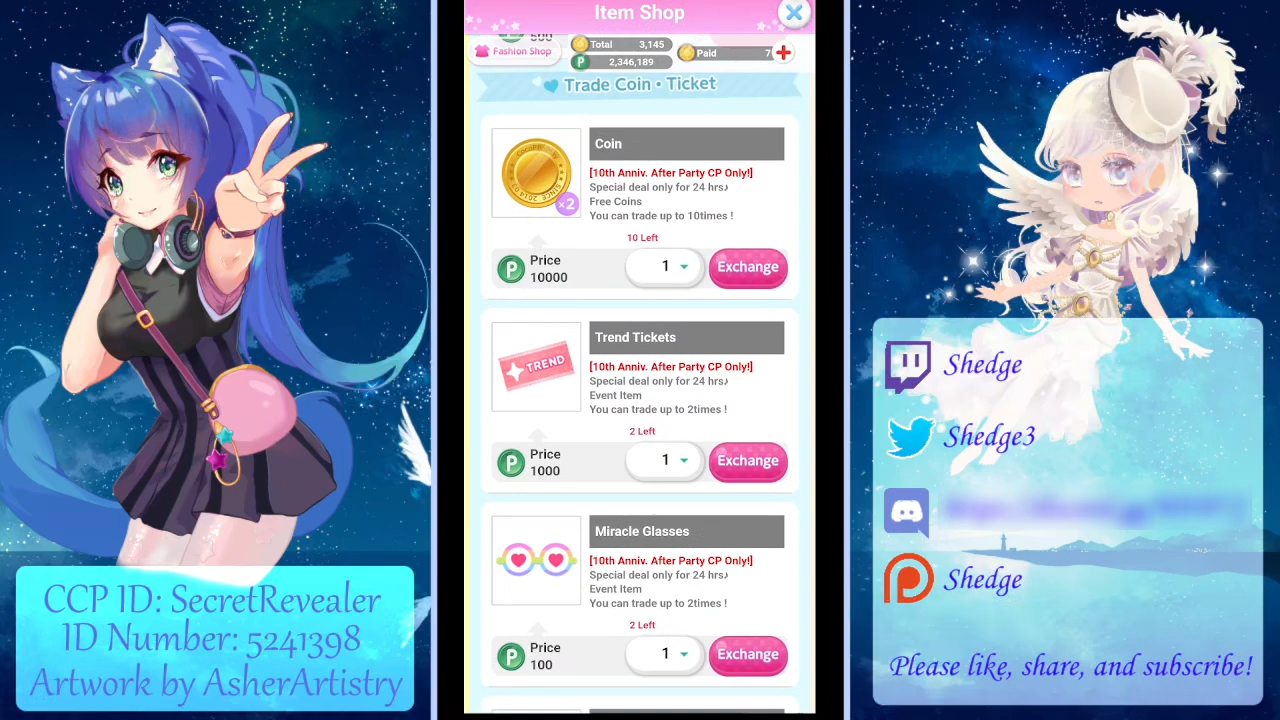 Item Shop
Fashion Shop
Total 3,145
P 2,346,189
Paid 7
Trade Coin • Ticket
Coin
[10th Anniv. After Party CP Only!]
Special deal only for 24 hrs♪
Free Coins
You can trade up to 10times !
×2
10 Left
P Price
10000
1
Exchange
Trend Tickets
TREND
[10th Anniv. After Party CP Only!]
Special deal only for 24 hrs♪
Event Item
You can trade up to 2times !
2 Left
P Price
1000
1
Exchange
Miracle Glasses
[10th Anniv. After Party CP Only!]
Special deal only for 24 hrs♪
Event Item
You can trade up to 2times !
2 Left
P Price
100
1
Exchange
CCP ID: SecretRevealer
ID Number: 5241398
Artwork by AsherArtistry
Shedge
Shedge3
Shedge
Please like, share, and subscribe!